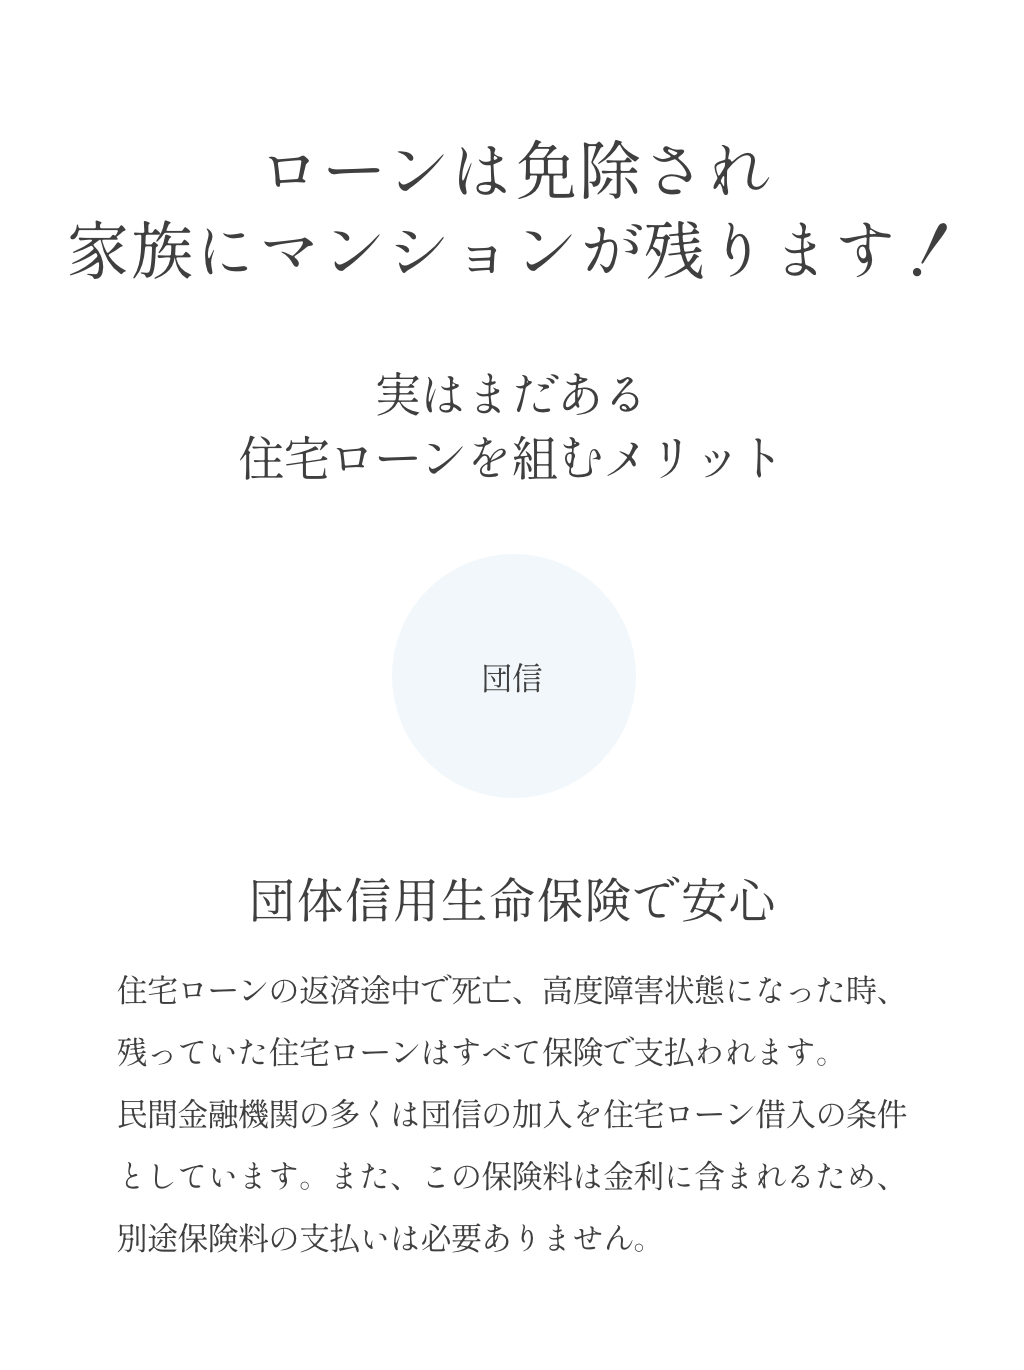 ローンは免除され
家族にマンションが残ります！
実はまだある
住宅ローンを組むメリット
団信
団体信用生命保険で安心
住宅ローンの返済途中で死亡、高度障害状態になった時、
残っていた住宅ローンはすべて保険で支払われます。
民間金融機関の多くは団信の加入を住宅ローン借入の条件
としています。また、この保険料は金利に含まれるため、
別途保険料の支払いは必要ありません。